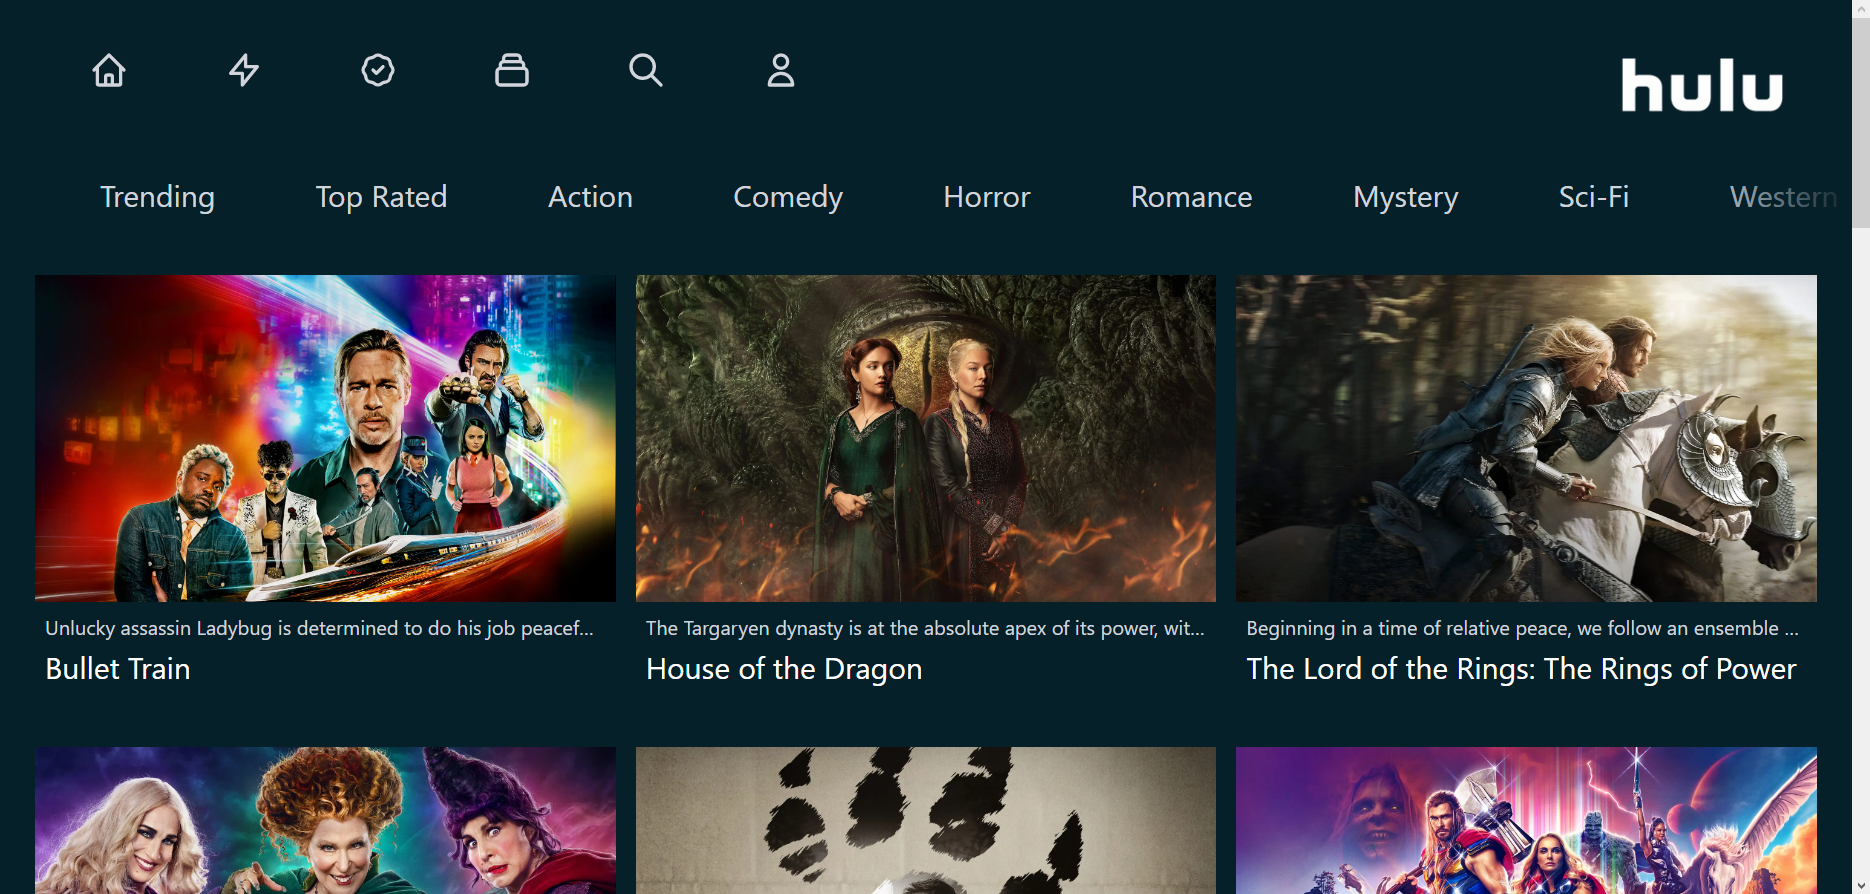 hulu
Trending
Top Rated
Action
Comedy
Horror
Romance
Mystery
Sci-Fi
Western
Unlucky assassin Ladybug is determined to do his job peacef...
Bullet Train
The Targaryen dynasty is at the absolute apex of its power, wit...
House of the Dragon
Beginning in a time of relative peace, we follow an ensemble ...
The Lord of the Rings: The Rings of Power